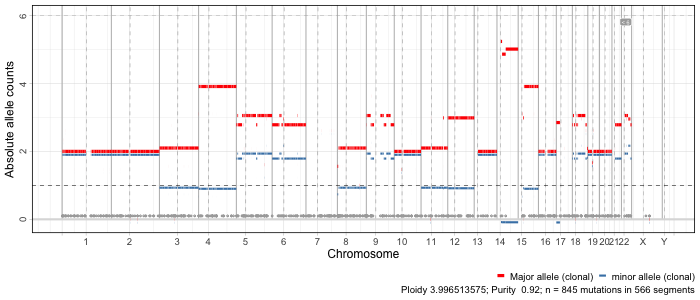 Absolute allele counts
6
4
2
0
1 2 3 4 5 6 7 8 9 10 11 12 13 14 15 16 17 18 19 20 21 22 X Y
Chromosome
Major allele (clonal) minor allele (clonal)
Ploidy 3.996513575; Purity 0.92; n = 845 mutations in 566 segments